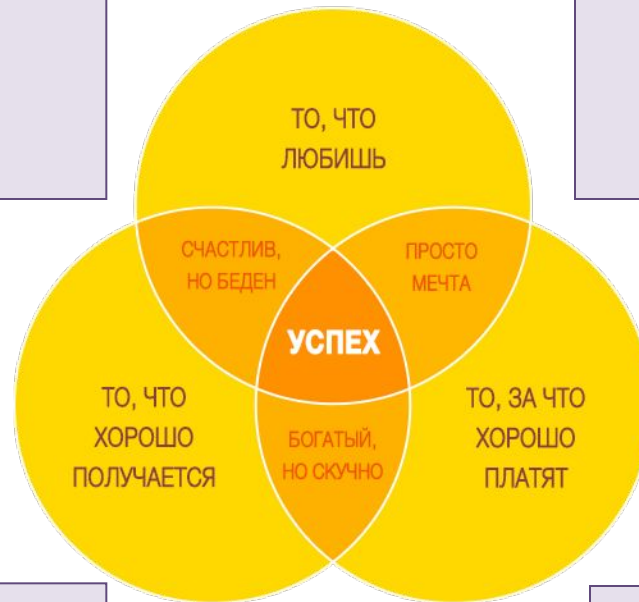 ТО, ЧТО
ЛЮБИШЬ
СЧАСТЛИВ,
НО БЕДЕН
ПРОСТО
МЕЧТА
УСПЕХ
ТО, ЧТО
ХОРОШО
ПОЛУЧАЕТСЯ
БОГАТЫЙ,
НО СКУЧНО
ТО, ЗА ЧТО
ХОРОШО
ПЛАТЯТ